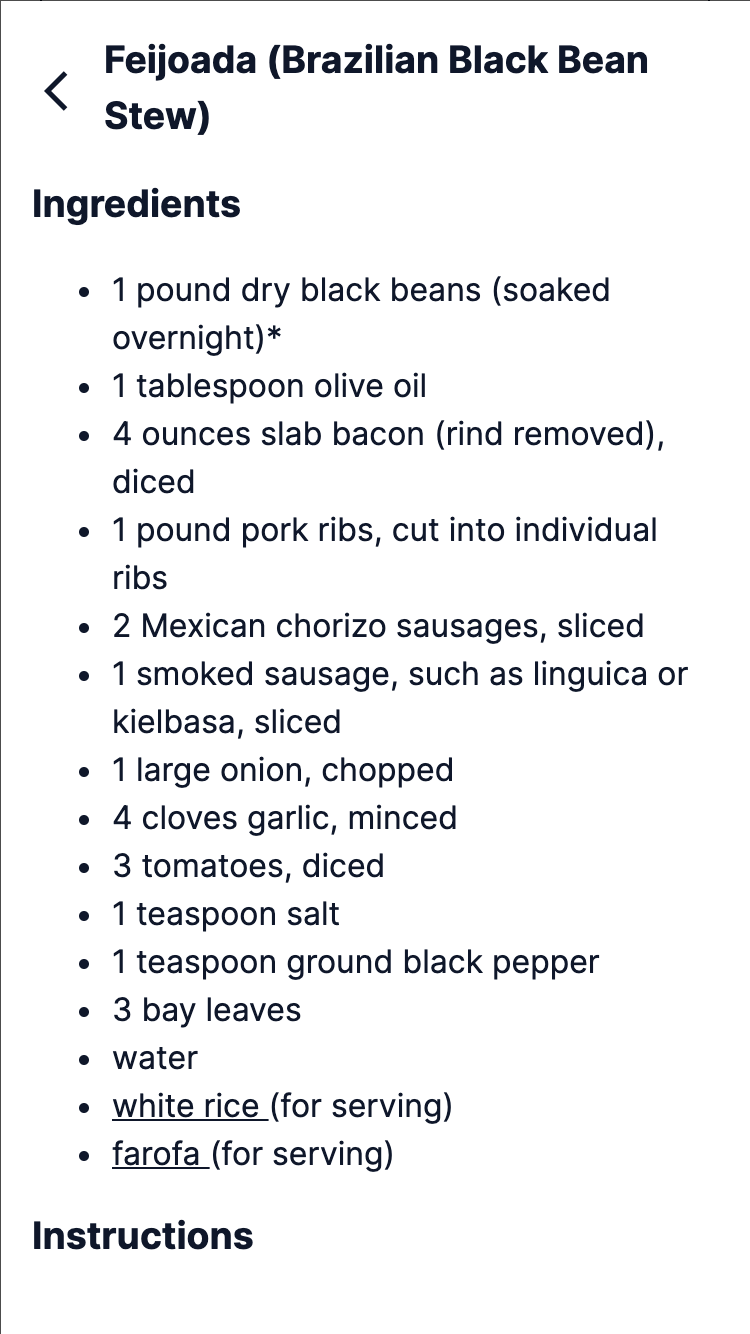 Feijoada (Brazilian Black Bean
Stew)
Ingredients
1 pound dry black beans (soaked
overnight)*
1 tablespoon olive oil
4 ounces slab bacon (rind removed),
diced
1 pound pork ribs, cut into individual
ribs
2 Mexican chorizo sausages, sliced
1 smoked sausage, such as linguica or
kielbasa, sliced
1 large onion, chopped
4 cloves garlic, minced
3 tomatoes, diced
1 teaspoon salt
1 teaspoon ground black pepper
3 bay leaves
water
white rice (for serving)
farofa (for serving)
Instructions